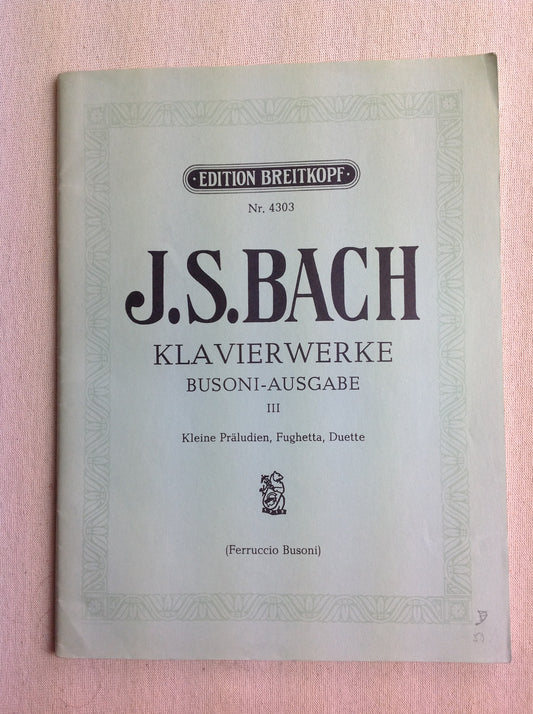 · EDITION BREITKOPF ·
Nr. 4303
J.S.BACH
KLAVIERWERKE
BUSONI-AUSGABE
III
Kleine Präludien, Fughetta, Duette
(Ferruccio Busoni)